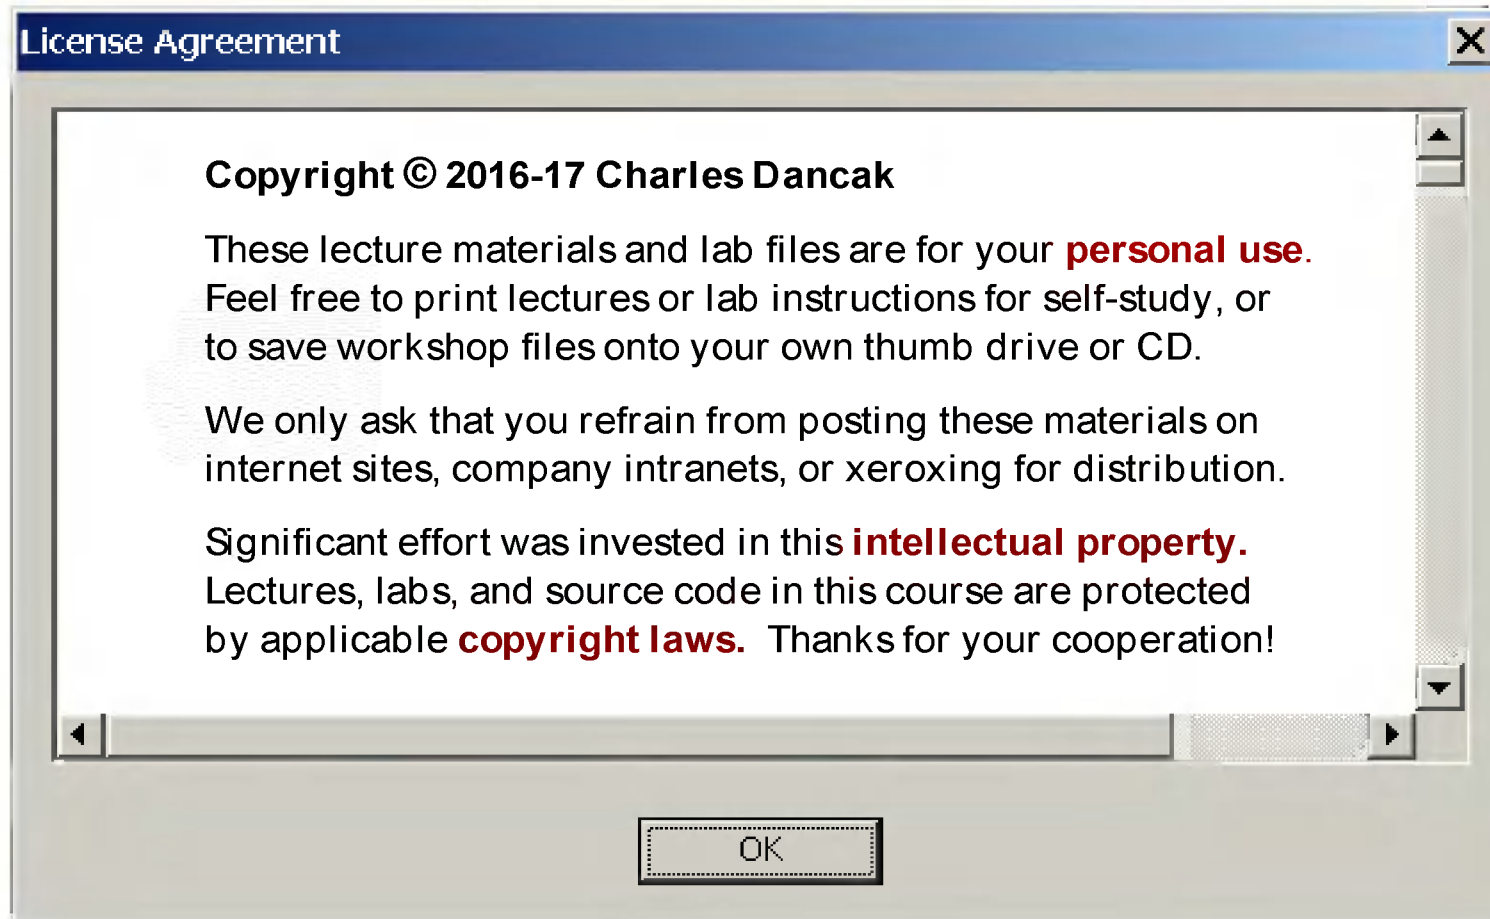 License Agreement
Copyright © 2016-17 Charles Dancak
These lecture materials and lab files are for your personal use.
Feel free to print lectures or lab instructions for self-study, or
to save workshop files onto your own thumb drive or CD.
We only ask that you refrain from posting these materials on
internet sites, company intranets, or xeroxing for distribution.
Significant effort was invested in this intellectual property.
Lectures, labs, and source code in this course are protected
by applicable copyright laws.  Thanks for your cooperation!
OK